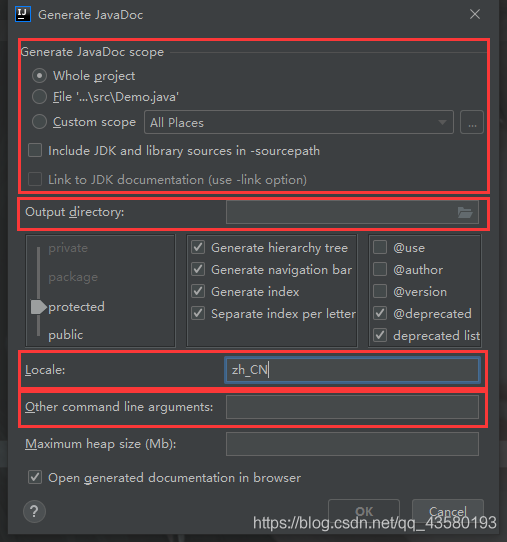 Generate JavaDoc
Generate JavaDoc scope
Whole project
File '...\src\Demo.java'
Custom scope All Places ...
Include JDK and library sources in -sourcepath
Link to JDK documentation (use -link option)
Output directory:
private Generate hierarchy tree @use
package Generate navigation bar @author
protected Generate index @version
public Separate index per letter @deprecated
deprecated list
Locale: zh_CN
Other command line arguments:
Maximum heap size (Mb):
Open generated documentation in browser
? OK Cancel
https://blog.csdn.net/qq_43580193